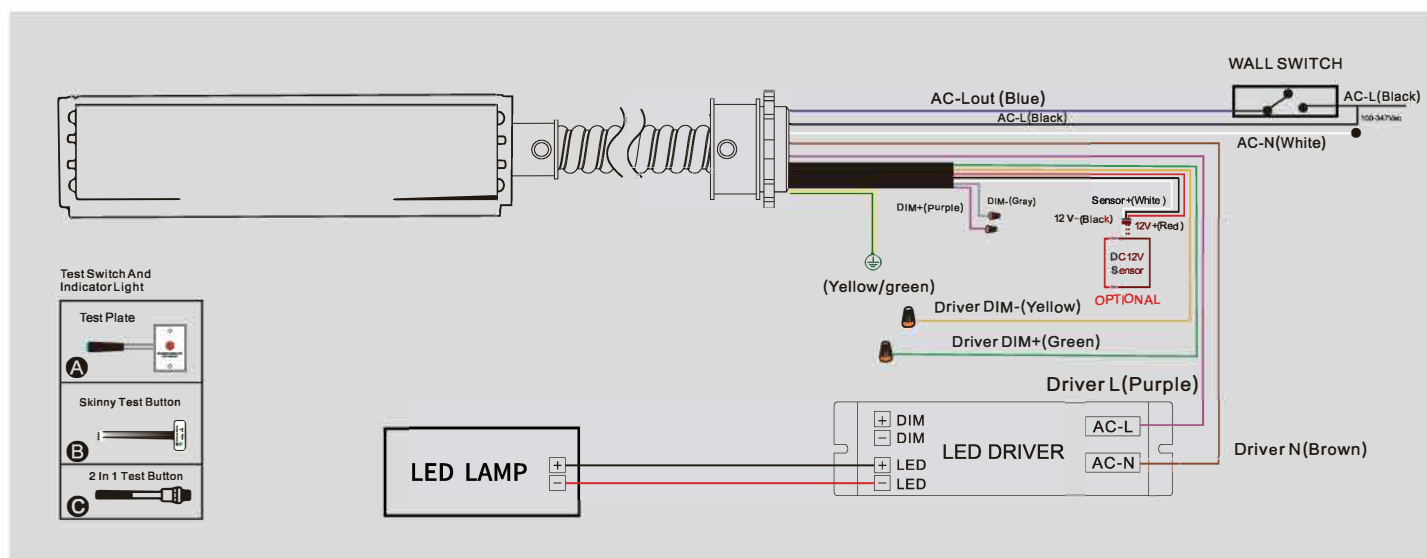 WALL SWITCH
AC-Lout (Blue)
AC-L(Black)
AC-L(Black)
100-347Vac
AC-N(White)
DIM+(Purple)
DIM-(Gray)
Sensor+(White)
12 V-(Black)
12V+(Red)
DC12V
Sensor
OPTIONAL
(Yellow/green)
Driver DIM-(Yellow)
Driver DIM+(Green)
Driver L(Purple)
Driver N(Brown)
Test Switch And
Indicator Light
Test Plate
A
Skinny Test Button
B
2 In 1 Test Button
C
LED LAMP
+
−
+ DIM
− DIM
+ LED
− LED
LED DRIVER
AC-L
AC-N